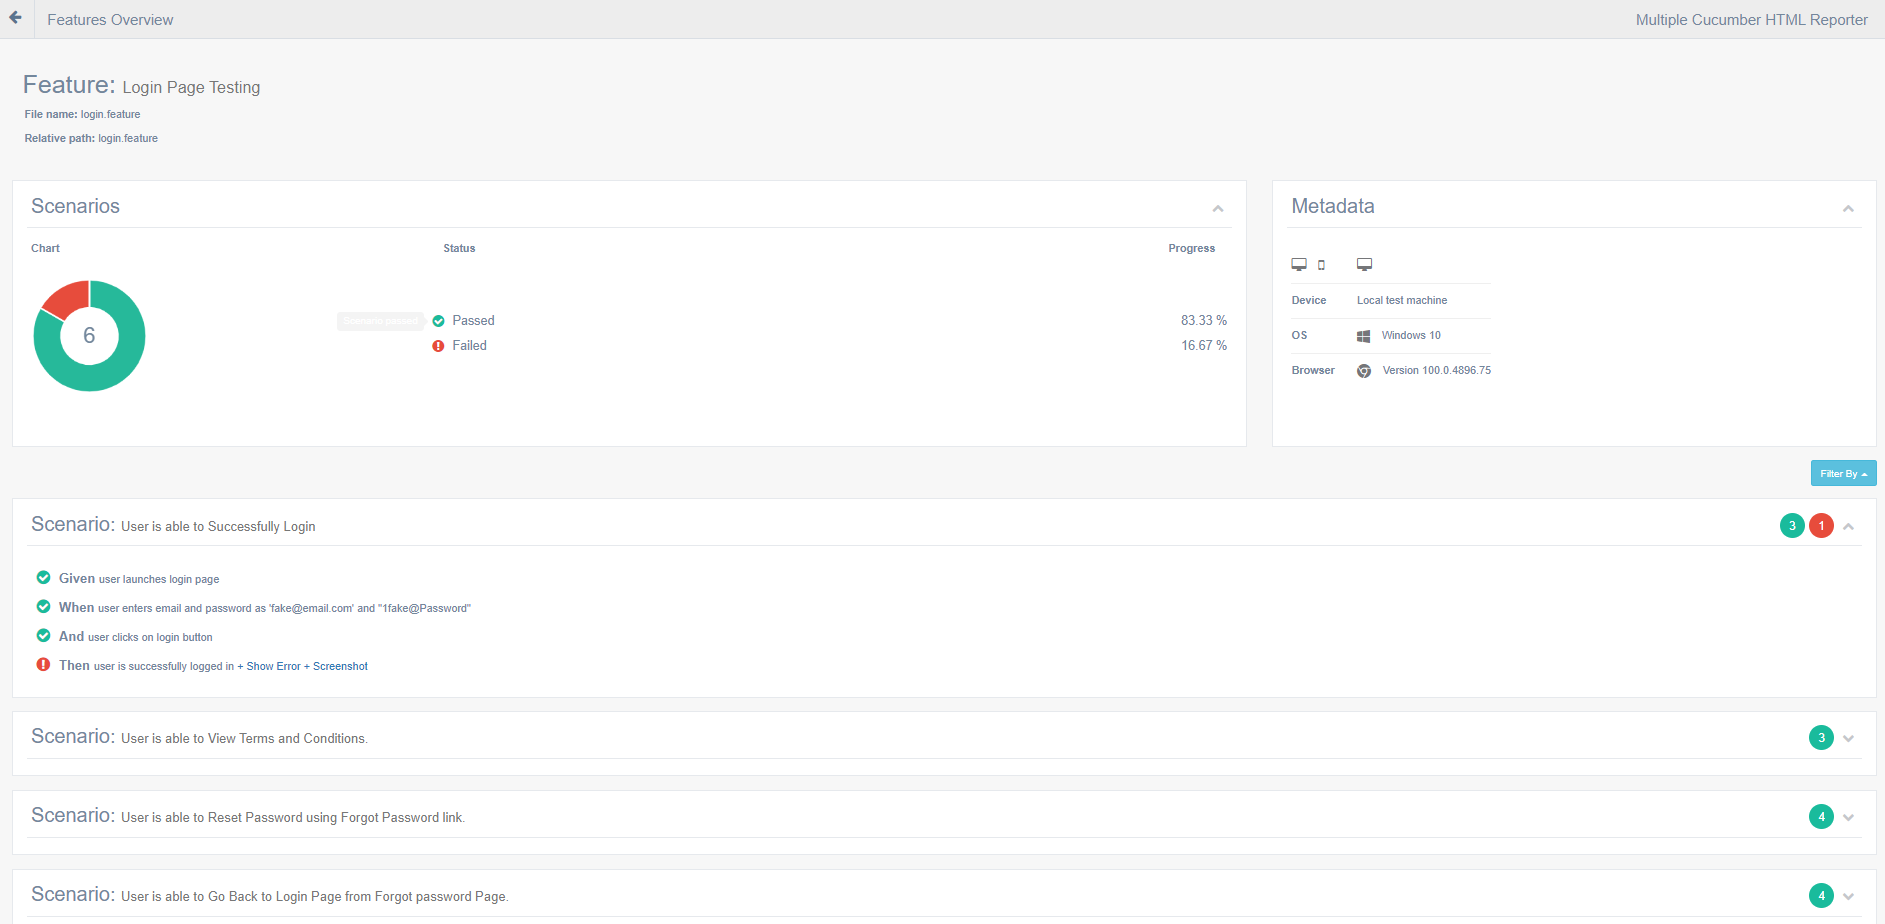 Features Overview
Multiple Cucumber HTML Reporter
Feature: Login Page Testing
File name: login.feature
Relative path: login.feature
Scenarios
Chart
Status
Progress
6
Scenario passed
Passed
83.33 %
Failed
16.67 %
Metadata
Device Local test machine
OS Windows 10
Browser Version 100.0.4896.75
Filter By
Scenario: User is able to Successfully Login
3 1
Given user launches login page
When user enters email and password as 'fake@email.com' and "1fake@Password"
And user clicks on login button
Then user is successfully logged in + Show Error + Screenshot
Scenario: User is able to View Terms and Conditions.
3
Scenario: User is able to Reset Password using Forgot Password link.
4
Scenario: User is able to Go Back to Login Page from Forgot password Page.
4